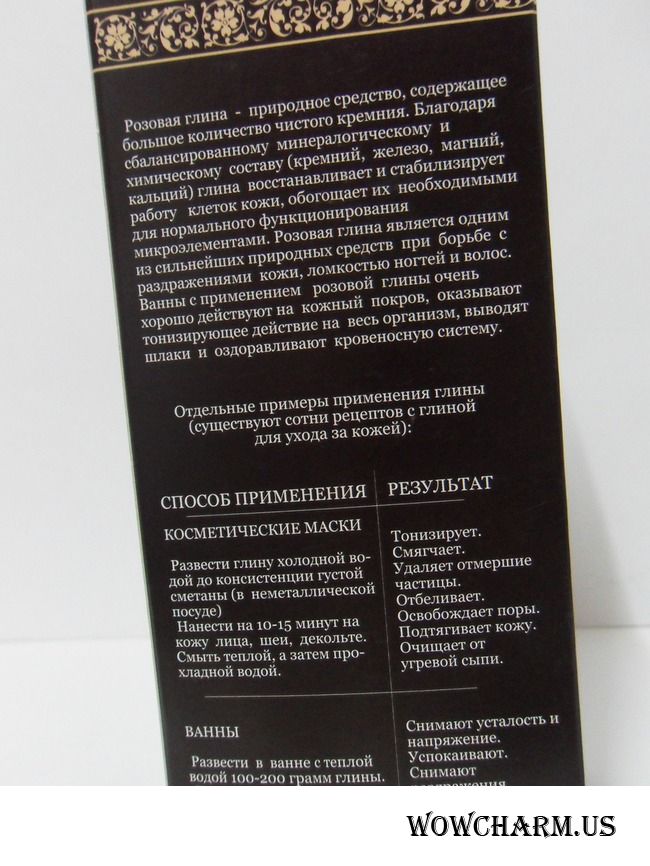 Розовая глина - природное средство, содержащее
большое количество чистого кремния. Благодаря
сбалансированному минералогическому и
химическому составу (кремний, железо, магний,
кальций) глина восстанавливает и стабилизирует
работу клеток кожи, обогощает их необходимыми
для нормального функционирования
микроэлементами. Розовая глина является одним
из сильнейших природных средств при борьбе с
раздражениями кожи, ломкостью ногтей и волос.
Ванны с применением розовой глины очень
хорошо действуют на кожный покров, оказывают
тонизирующее действие на весь организм, выводят
шлаки и оздоравливают кровеносную систему.
Отдельные примеры применения глины
(существуют сотни рецептов с глиной
для ухода за кожей):
СПОСОБ ПРИМЕНЕНИЯ
КОСМЕТИЧЕСКИЕ МАСКИ
Развести глину холодной во-
дой до консистенции густой
сметаны (в неметаллической
посуде)
Нанести на 10-15 минут на
кожу лица, шеи, декольте.
Смыть теплой, а затем про-
хладной водой.
РЕЗУЛЬТАТ
Тонизирует.
Смягчает.
Удаляет отмершие
частицы.
Отбеливает.
Освобождает поры.
Подтягивает кожу.
Очищает от
угревой сыпи.
ВАННЫ
Развести в ванне с теплой
водой 100-200 грамм глины.
Снимают усталость и
напряжение.
Успокаивают.
Снимают
WOWCHARM.US